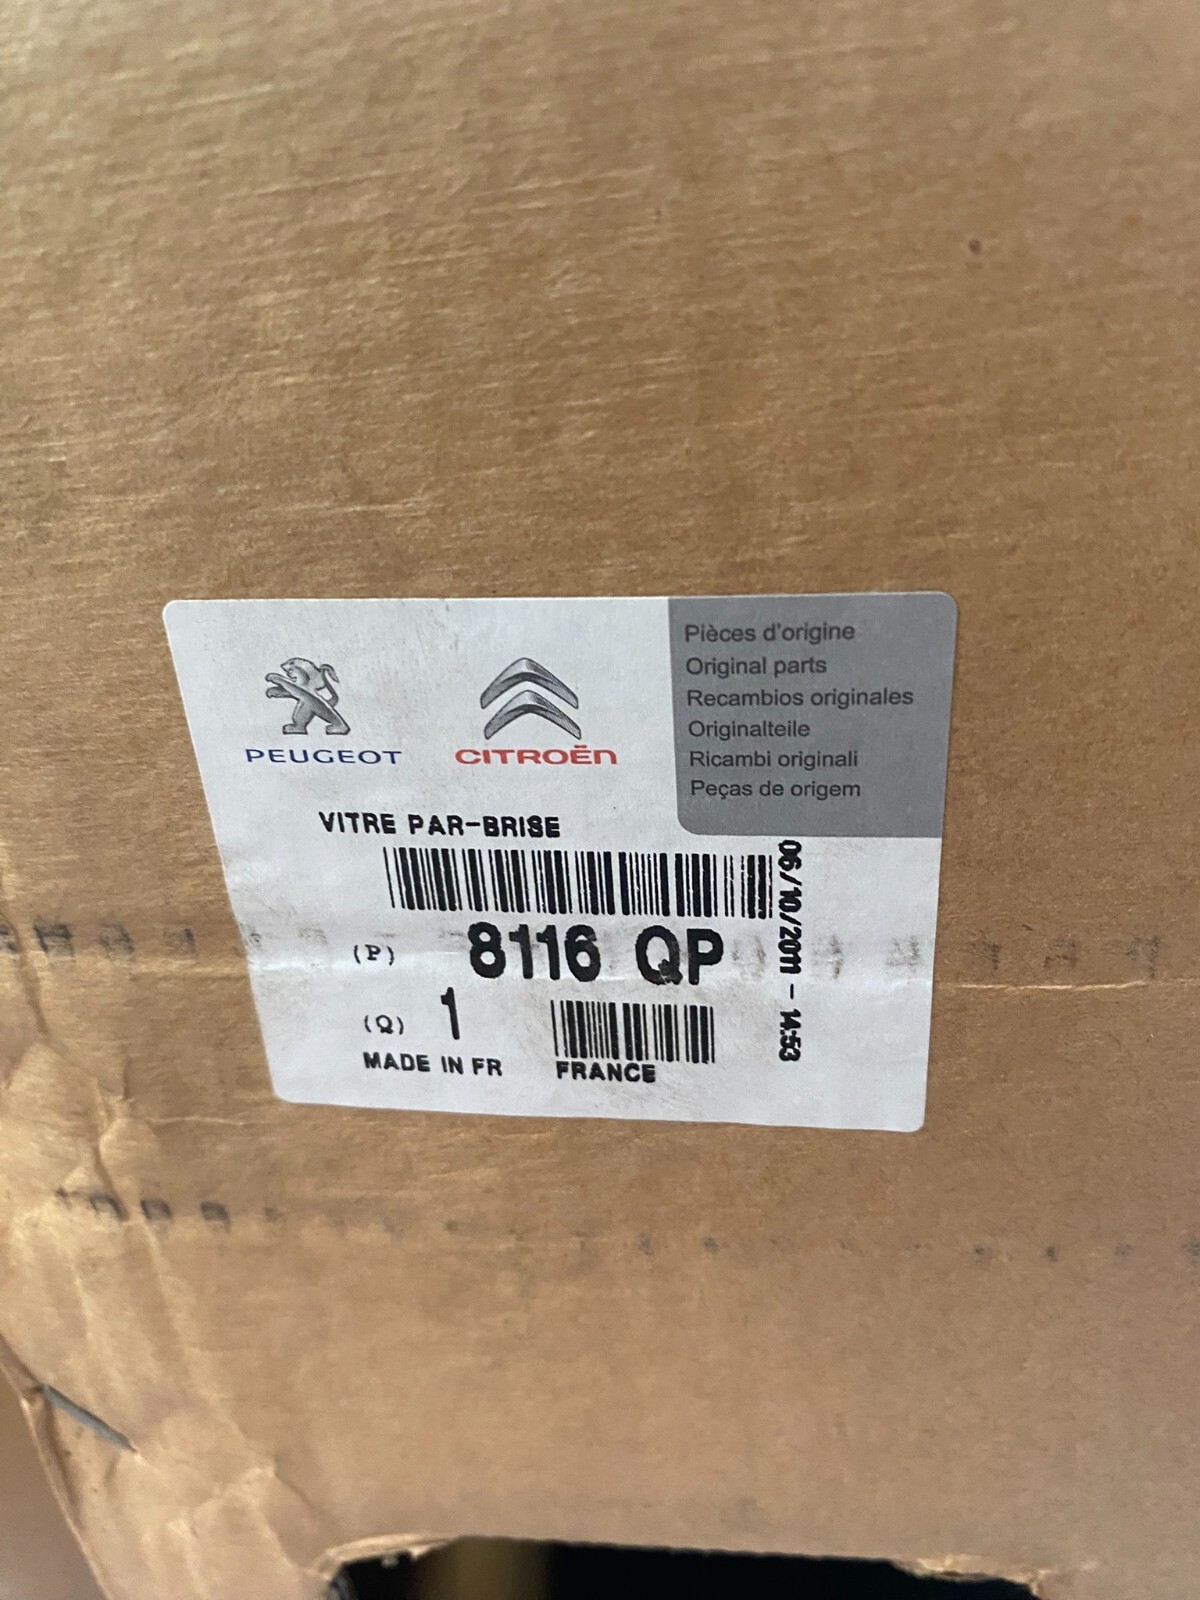 PEUGEOT
CITROËN
Pièces d'origine
Original parts
Recambios originales
Originalteile
Ricambi originali
Peças de origem
VITRE PAR-BRISE
(P) 8116 QP
(Q) 1
MADE IN FR FRANCE
06/10/2011 - 14:53